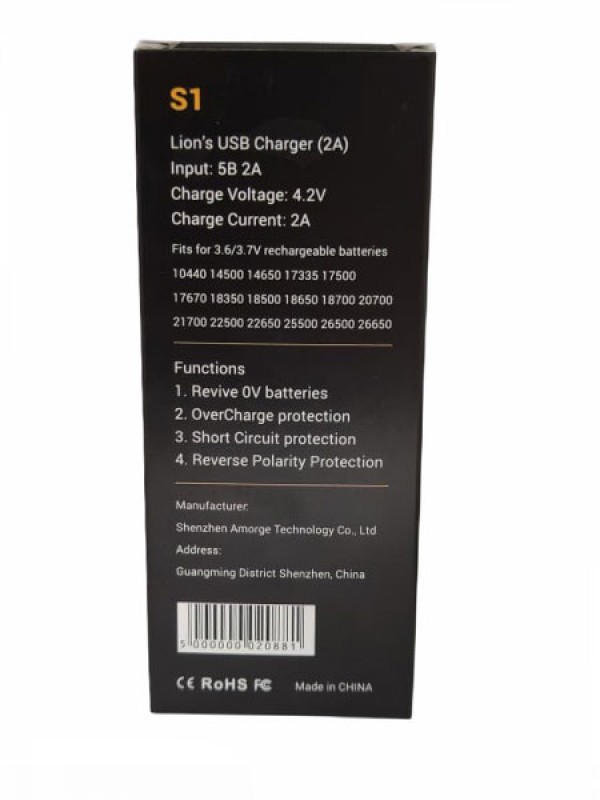 S1
Lion's USB Charger (2A)
Input: 5B 2A
Charge Voltage: 4.2V
Charge Current: 2A
Fits for 3.6/3.7V rechargeable batteries
10440 14500 14650 17335 17500
17670 18350 18500 18650 18700 20700
21700 22500 22650 25500 26500 26650
Functions
1. Revive 0V batteries
2. OverCharge protection
3. Short Circuit protection
4. Reverse Polarity Protection
Manufacturer:
Shenzhen Amorge Technology Co., Ltd
Address:
Guangming District Shenzhen, China
5 000000 020881
CE RoHS FC Made in CHINA